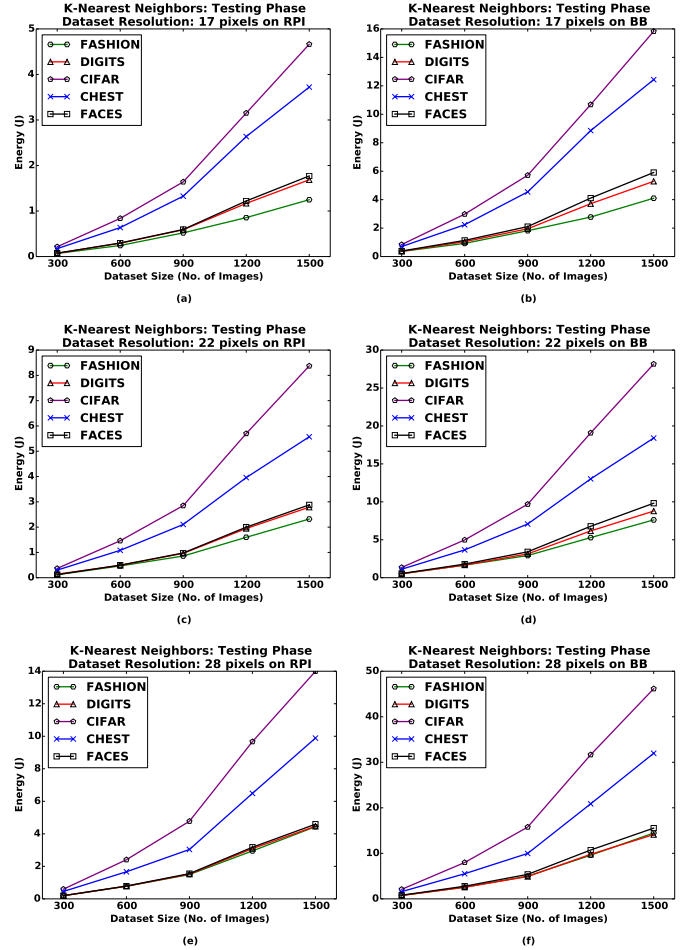 K-Nearest Neighbors: Testing Phase
Dataset Resolution: 17 pixels on RPI
5
4
3
2
1
0
Energy (J)
FASHION
DIGITS
CIFAR
CHEST
FACES
300 600 900 1200 1500
Dataset Size (No. of Images)
(a)
K-Nearest Neighbors: Testing Phase
Dataset Resolution: 17 pixels on BB
16
14
12
10
8
6
4
2
0
Energy (J)
FASHION
DIGITS
CIFAR
CHEST
FACES
300 600 900 1200 1500
Dataset Size (No. of Images)
(b)
K-Nearest Neighbors: Testing Phase
Dataset Resolution: 22 pixels on RPI
9
8
7
6
5
4
3
2
1
0
Energy (J)
FASHION
DIGITS
CIFAR
CHEST
FACES
300 600 900 1200 1500
Dataset Size (No. of Images)
(c)
K-Nearest Neighbors: Testing Phase
Dataset Resolution: 22 pixels on BB
30
25
20
15
10
5
0
Energy (J)
FASHION
DIGITS
CIFAR
CHEST
FACES
300 600 900 1200 1500
Dataset Size (No. of Images)
(d)
K-Nearest Neighbors: Testing Phase
Dataset Resolution: 28 pixels on RPI
14
12
10
8
6
4
2
0
Energy (J)
FASHION
DIGITS
CIFAR
CHEST
FACES
300 600 900 1200 1500
Dataset Size (No. of Images)
(e)
K-Nearest Neighbors: Testing Phase
Dataset Resolution: 28 pixels on BB
50
40
30
20
10
0
Energy (J)
FASHION
DIGITS
CIFAR
CHEST
FACES
300 600 900 1200 1500
Dataset Size (No. of Images)
(f)